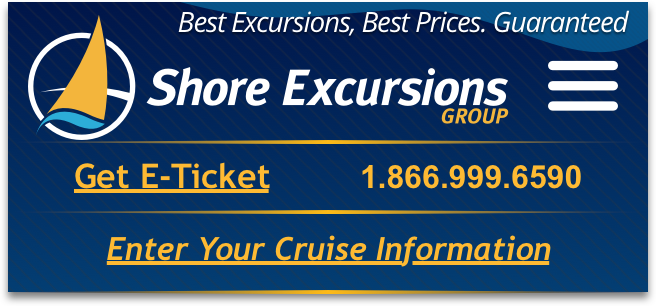 Best Excursions, Best Prices. Guaranteed
Shore Excursions
GROUP
Get E-Ticket 1.866.999.6590
Enter Your Cruise Information